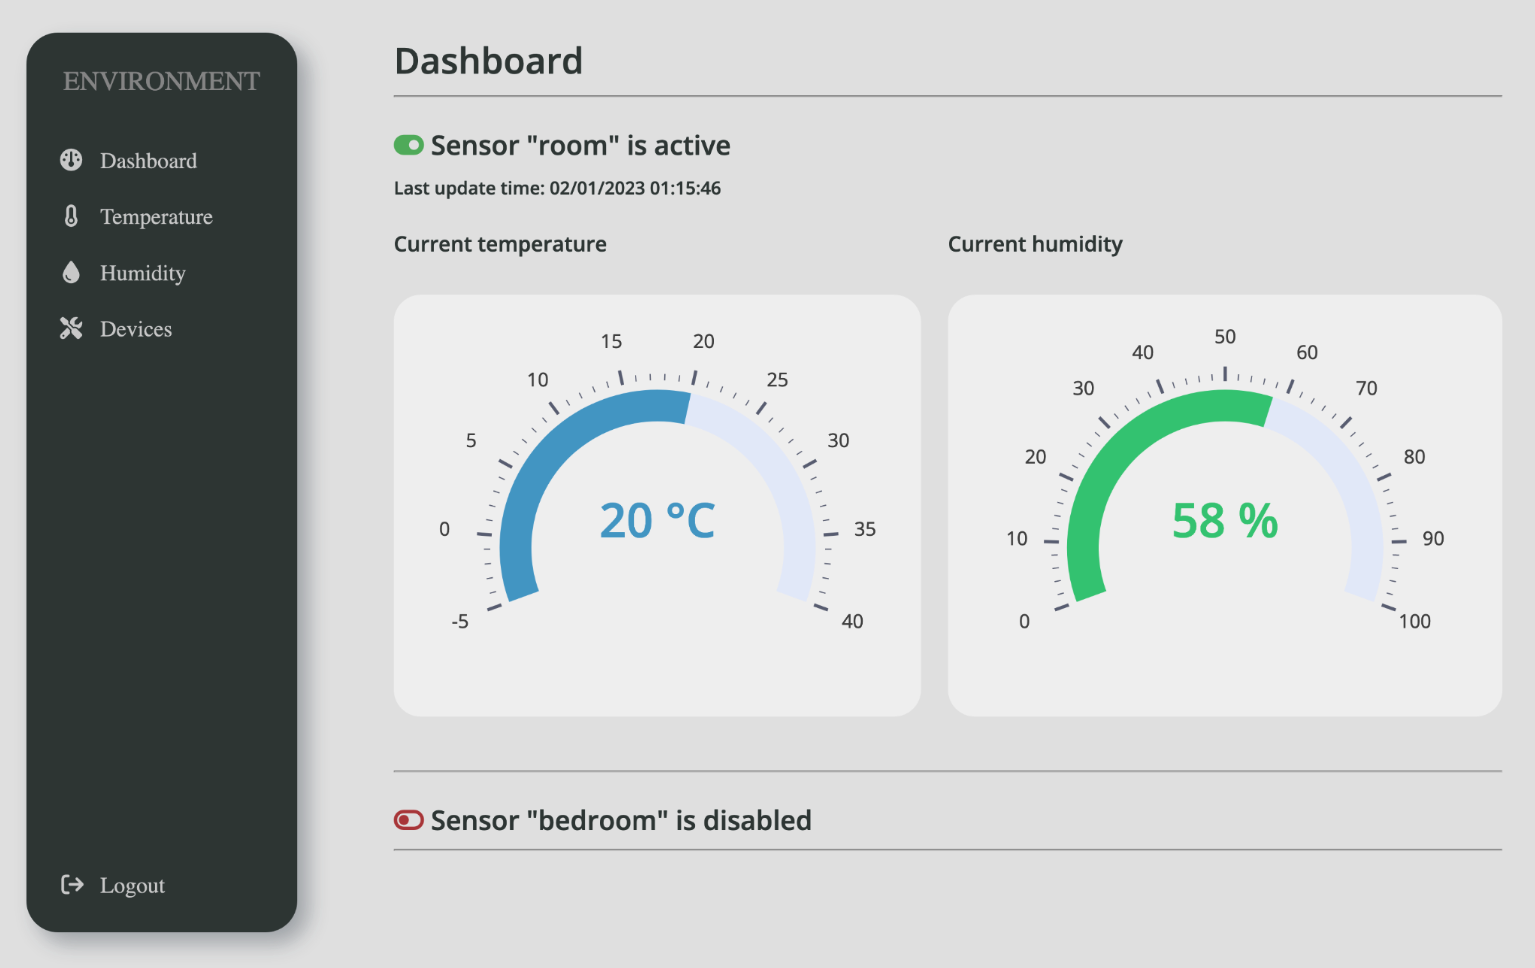 ENVIRONMENT
Dashboard
Temperature
Humidity
Devices
Logout
Dashboard
Sensor "room" is active
Last update time: 02/01/2023 01:15:46
Current temperature
-5
0
5
10
15
20
25
30
35
40
20 °C
Current humidity
0
10
20
30
40
50
60
70
80
90
100
58 %
Sensor "bedroom" is disabled